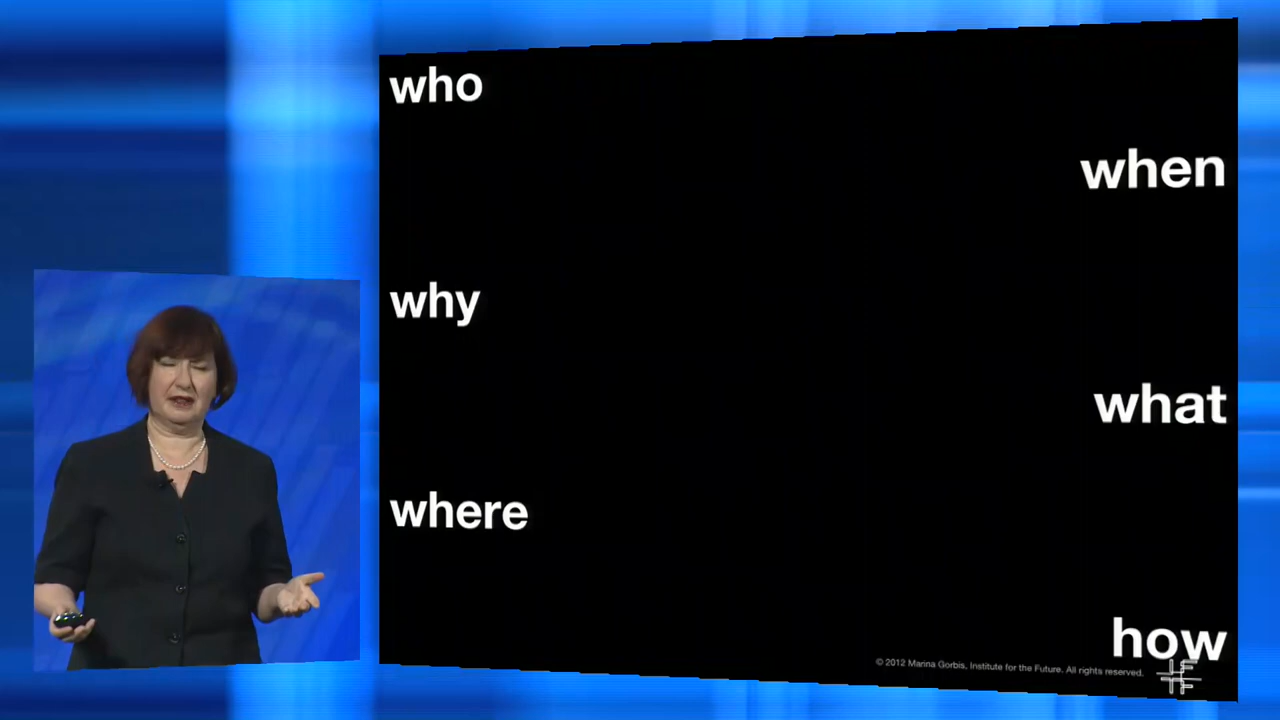 who
when
why
what
where
how
© 2012 Marina Gorbis, Institute for the Future. All rights reserved.